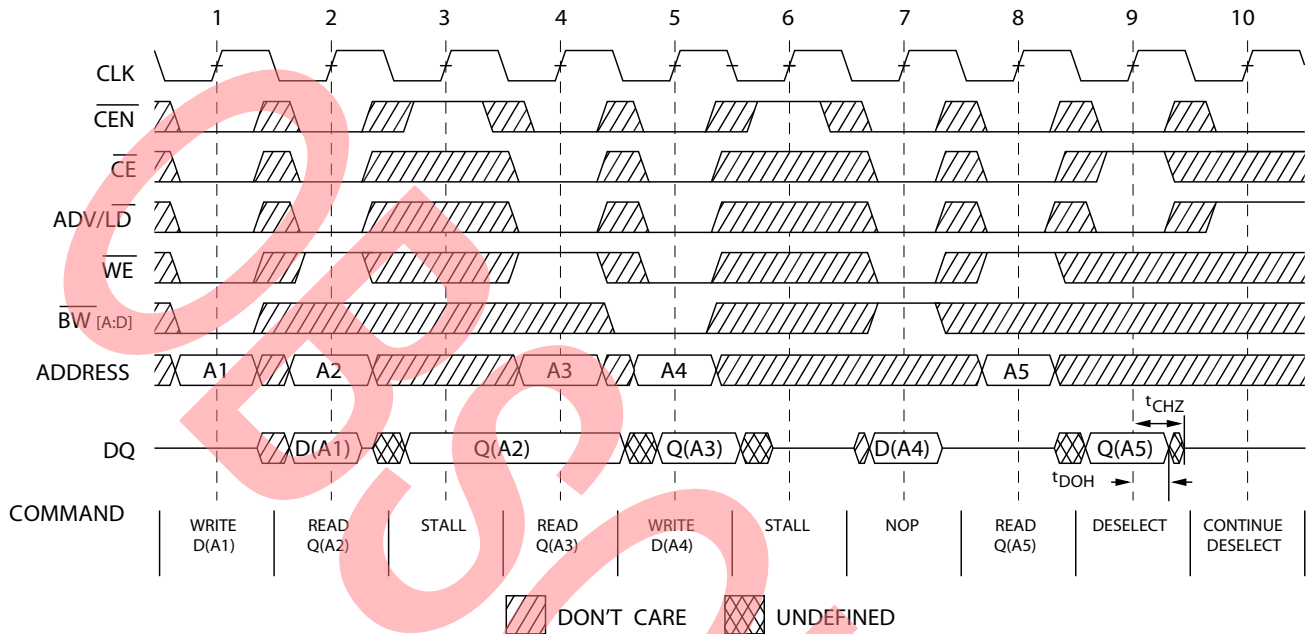 1 2 3 4 5 6 7 8 9 10
CLK
CEN
CE
ADV/LD
WE
BW [A:D]
ADDRESS A1 A2 A3 A4 A5
tCHZ
DQ D(A1) Q(A2) Q(A3) D(A4) Q(A5)
tDOH
COMMAND
WRITE READ STALL READ WRITE STALL NOP READ DESELECT CONTINUE
D(A1) Q(A2) Q(A3) D(A4) Q(A5) DESELECT
DON'T CARE UNDEFINED